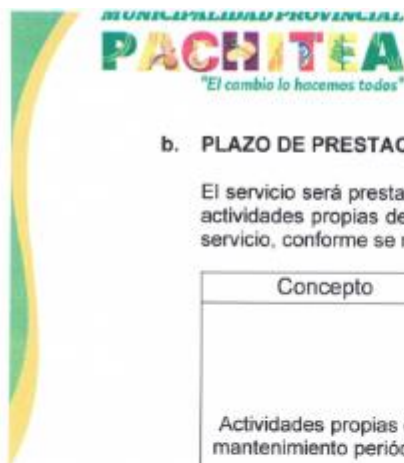 MUNICIPALIDAD PROVINCIAL
PACHITEA
"El cambio lo hacemos todos"
b. PLAZO DE PRESTAC
El servicio será presta
actividades propias de
servicio, conforme se
Concepto
Actividades propias
mantenimiento periód